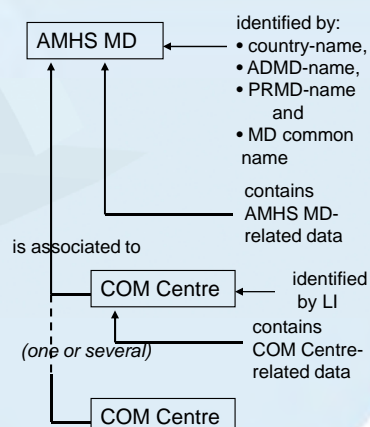 AMHS MD
identified by:
• country-name,
• ADMD-name,
• PRMD-name
and
• MD common
name
contains
AMHS MD-
related data
is associated to
COM Centre
identified
by LI
(one or several)
contains
COM Centre-
related data
COM Centre